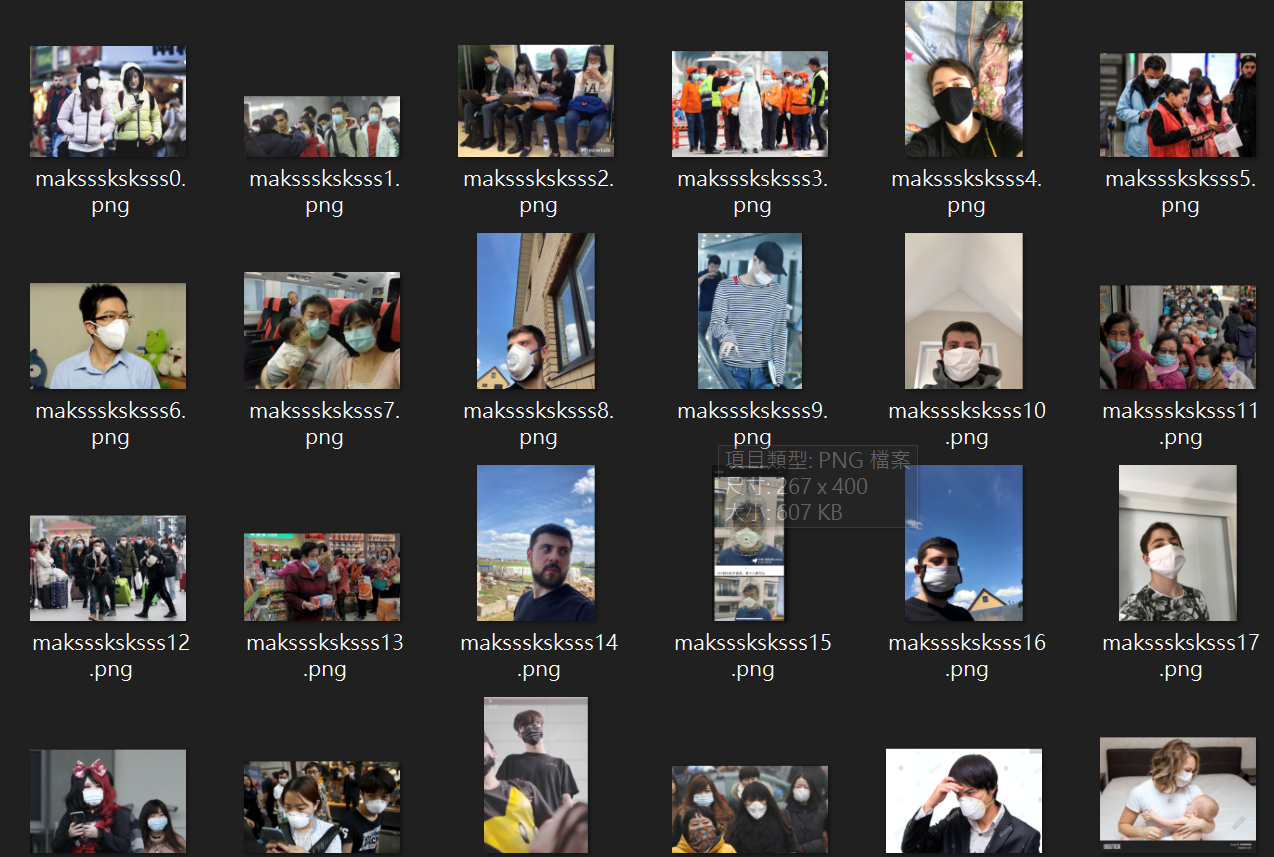 newtalk
maksssksksss0.
png
maksssksksss1.
png
maksssksksss2.
png
maksssksksss3.
png
maksssksksss4.
png
maksssksksss5.
png
maksssksksss6.
png
maksssksksss7.
png
maksssksksss8.
png
maksssksksss9.
png
maksssksksss10
.png
maksssksksss11
.png
項目類型: PNG 檔案
尺寸: 267 x 400
大小: 607 KB
maksssksksss12
.png
maksssksksss13
.png
maksssksksss14
.png
maksssksksss15
.png
maksssksksss16
.png
maksssksksss17
.png